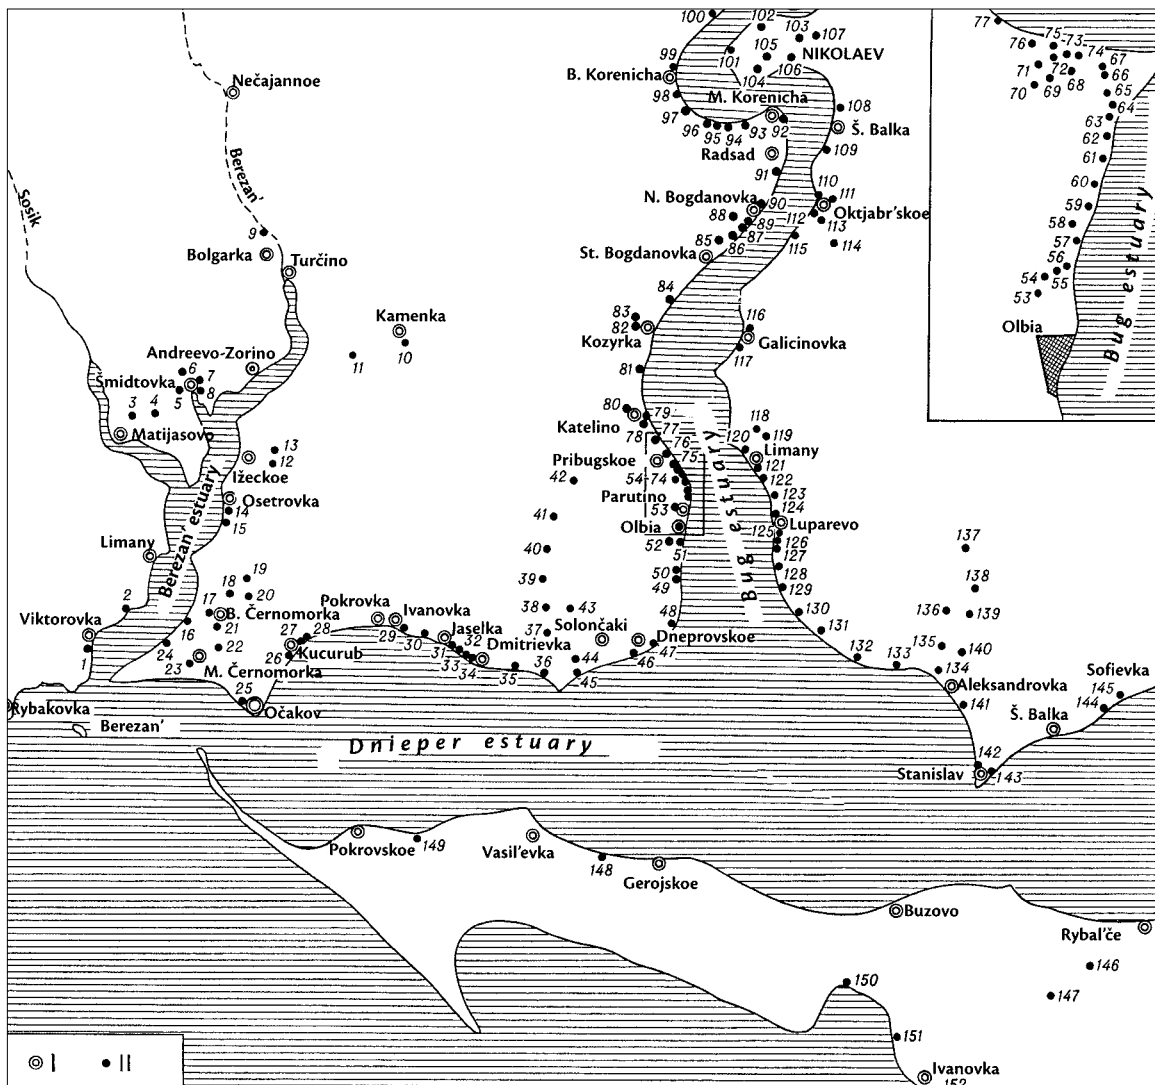 100
102
103
107
77
101
105
NIKOLAEV
104
106
99
B. Korenicha
98
M. Korenicha
97
96
95
94
93
92
108
Š. Balka
Radsad
109
91
N. Bogdanovka
90
110
111
Oktjabr'skoe
88
89
112
113
85
86
87
115
114
St. Bogdanovka
Nečajannoe
Berezan'
Sosik
9
Bolgarka
Turčino
84
Kamenka
83
82
Kozyrka
116
Galicinovka
117
10
11
Andreevo-Zorino
6
7
Šmidtovka
5
8
3
4
Matijasovo
81
80
79
Katelino
78
77
76
75
Pribugskoe
54-74
Parutino
53
Olbia
52
51
50
49
48
118
119
120
Limany
121
122
123
124
Luparevo
125
126
127
128
129
130
131
132
133
13
12
Ižeckoe
Osetrovka
14
15
Limany
Berezan' estuary
42
41
40
39
38
43
37
Bug estuary
137
138
136
139
135
140
134
Aleksandrovka
141
Sofievka
145
144
Š. Balka
142
Stanislav
143
2
Viktorovka
1
19
18
20
17
B. Černomorka
16
21
22
24
23
M. Černomorka
25
Očakov
Rybakovka
Berezan'
Pokrovka
Ivanovka
27
28
29
30
Kucurub
26
Jaselka
31
32
Dmitrievka
33
34
35
36
Solončaki
44
45
Dneprovskoe
46
47
Dnieper estuary
Pokrovskoe
149
Vasil'evka
148
Gerojskoe
Buzovo
Rybal'če
146
147
150
151
Ivanovka
152
I
II
76
75
73
74
67
71
72
66
70
69
68
65
64
63
62
61
60
59
58
57
56
54
55
53
Olbia
Bug estuary